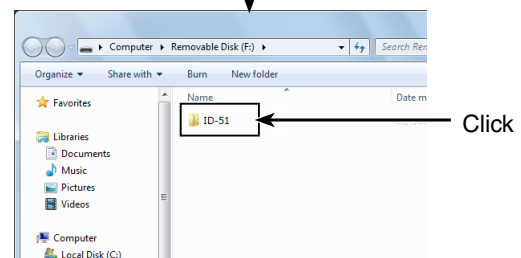 Computer ▸ Removable Disk (F:) ▸
Search Ren
Organize ▾ Share with ▾ Burn New folder
Favorites
Libraries
Documents
Music
Pictures
Videos
Computer
Local Disk (C:)
Name Date m
ID-51
Click